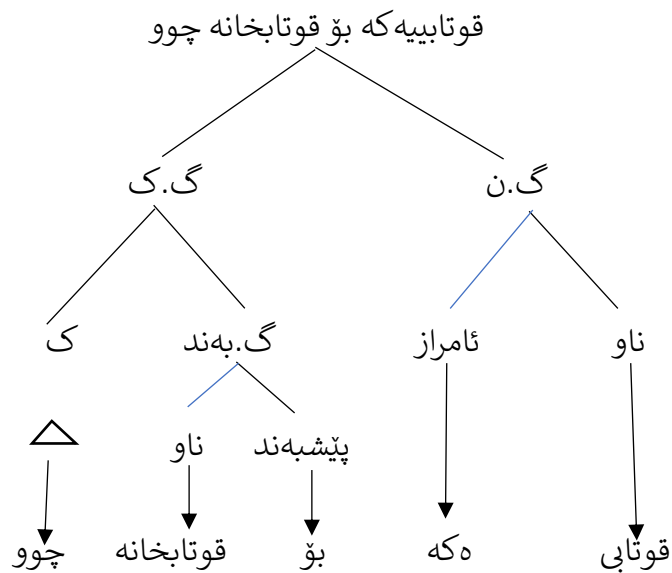 قوتابییەکە بۆ قوتابخانە چوو
گ.ن گ.ک
ناو ئامراز گ.بەند ک
پێشبەند ناو
قوتابی ەکە بۆ قوتابخانە چوو